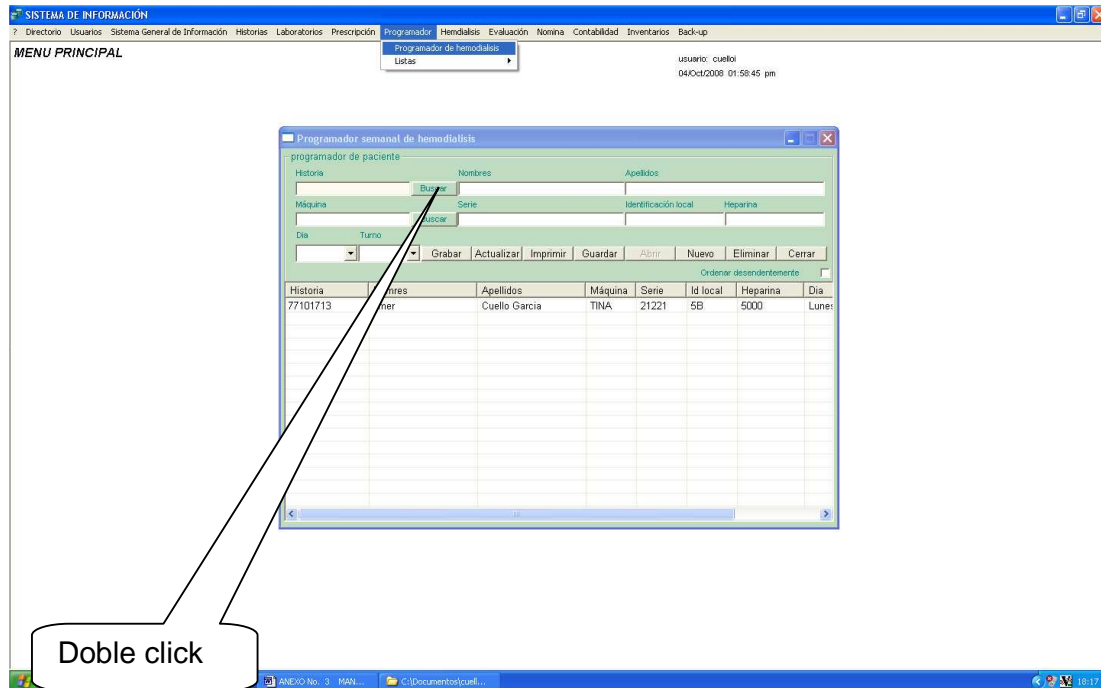 SISTEMA DE INFORMACIÓN
? Directorio Usuarios Sistema General de Información Historias Laboratorios Prescripción Programador Hemdialsis Evaluación Nomina Contabilidad Inventarios Back-up
MENU PRINCIPAL
Programador de hemodialsis
Listas
usuario: cuelloi
04/Oct/2008 01:58:45 pm
Programador semanal de hemodialisis
programador de paciente
Historia Nombres Apellidos
Buscar
Máquina Serie Identificación local Heparina
Buscar
Dia Turno
Grabar Actualizar Imprimir Guardar Abrir Nuevo Eliminar Cerrar
Ordenar desendentemente
Historia Apellidos Máquina Serie Id local Heparina Dia
77101713 Cuello Garcia TINA 21221 5B 5000 Lunes
Doble click
ANEXO No. 3 MAN... C:\Documentos\cuell... 18:17